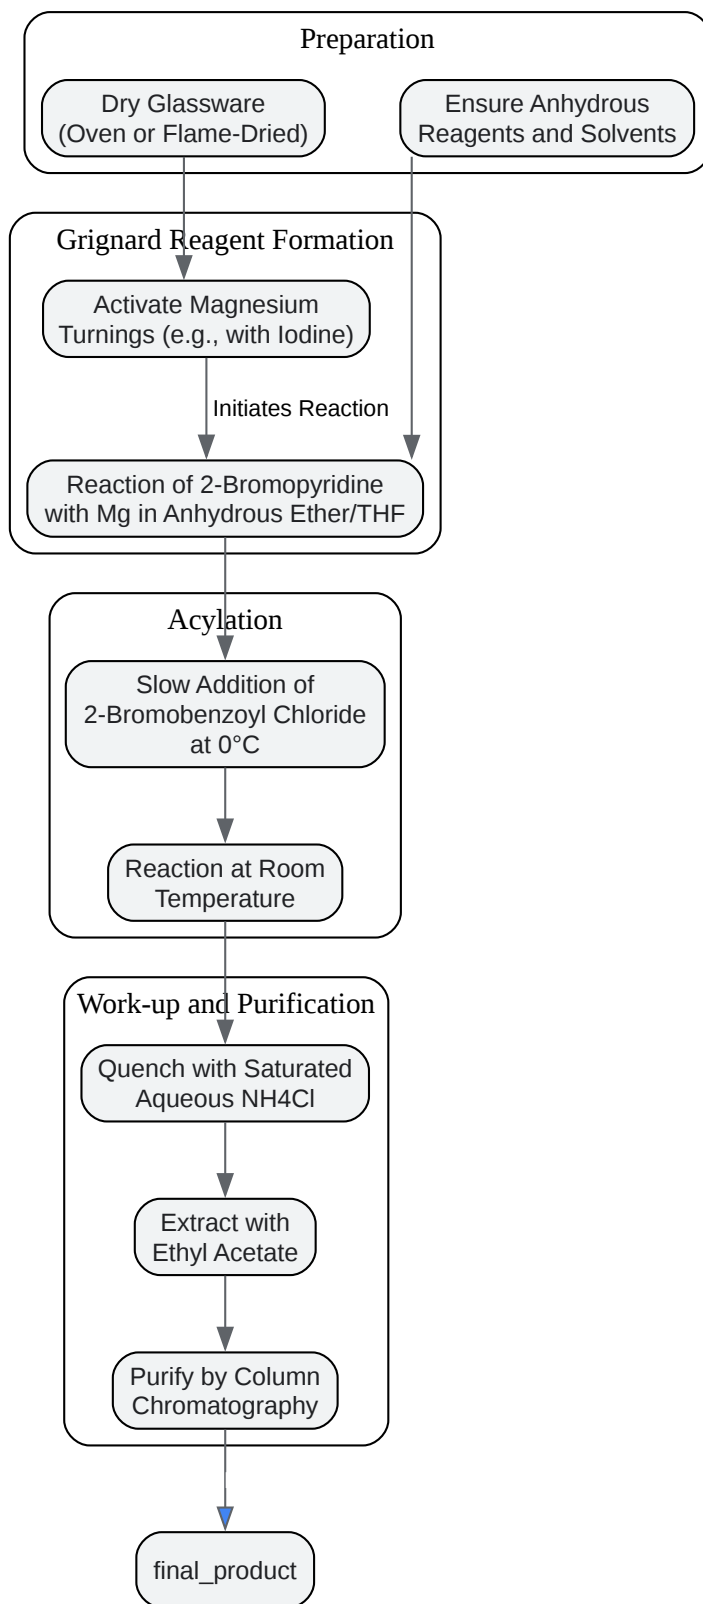 Preparation
Dry Glassware
(Oven or Flame-Dried)
Ensure Anhydrous
Reagents and Solvents
Grignard Reagent Formation
Activate Magnesium
Turnings (e.g., with Iodine)
Initiates Reaction
Reaction of 2-Bromopyridine
with Mg in Anhydrous Ether/THF
Acylation
Slow Addition of
2-Bromobenzoyl Chloride
at 0°C
Reaction at Room
Temperature
Work-up and Purification
Quench with Saturated
Aqueous NH4Cl
Extract with
Ethyl Acetate
Purify by Column
Chromatography
final_product